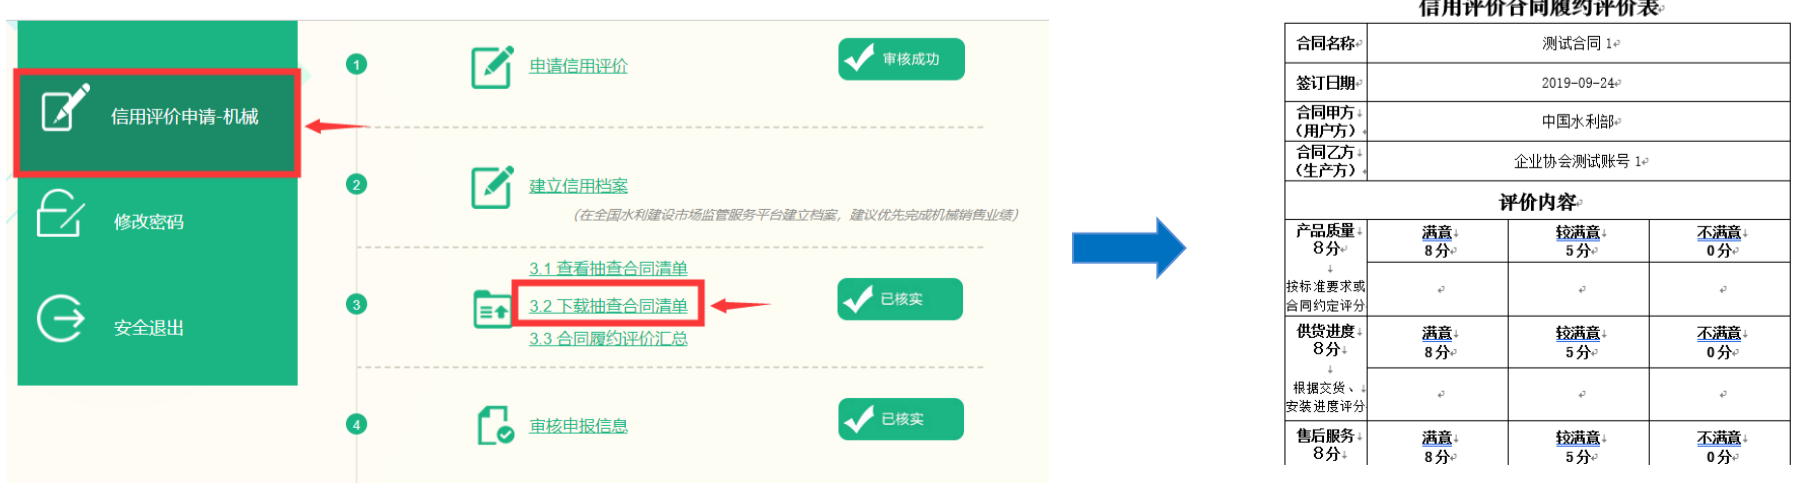 信用评价申请-机械
修改密码
安全退出
1
申请信用评价
审核成功
2
建立信用档案
(在全国水利建设市场监管服务平台建立档案，建议优先完成机械销售业绩)
3
3.1 查看抽查合同清单
3.2 下载抽查合同清单
3.3 合同履约评价汇总
已核实
4
审核申报信息
已核实
信用评价合同履约评价表
合同名称
测试合同 1
签订日期
2019-09-24
合同甲方
（用户方）
中国水利部
合同乙方
（生产方）
企业协会测试账号 1
评价内容
产品质量
8分
按标准要求或
合同约定评分
满意
8分
较满意
5分
不满意
0分
供货进度
8分
根据交货、
安装进度评分
满意
8分
较满意
5分
不满意
0分
售后服务
8分
满意
8分
较满意
5分
不满意
0分